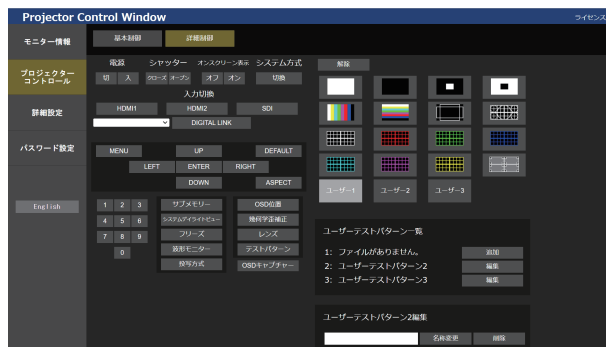 Projector Control Window
ライセンス
モニター情報
プロジェクター
コントロール
詳細設定
パスワード設定
English
基本制御
詳細制御
電源
シャッター
オンスクリーン表示
システム方式
切
入
クローズ
オープン
オフ
オン
切換
入力切換
HDMI1
HDMI2
SDI
DIGITAL LINK
MENU
UP
DEFAULT
LEFT
ENTER
RIGHT
DOWN
ASPECT
1
2
3
4
5
6
7
8
9
0
サブメモリー
システムデイライトビュー
フリーズ
波形モニター
投写方式
OSD位置
幾何学歪補正
レンズ
テストパターン
OSDキャプチャー
解除
ユーザー1
ユーザー2
ユーザー3
ユーザーテストパターン一覧
1: ファイルがありません。
追加
2: ユーザーテストパターン2
編集
3: ユーザーテストパターン3
編集
ユーザーテストパターン2編集
名称変更
削除